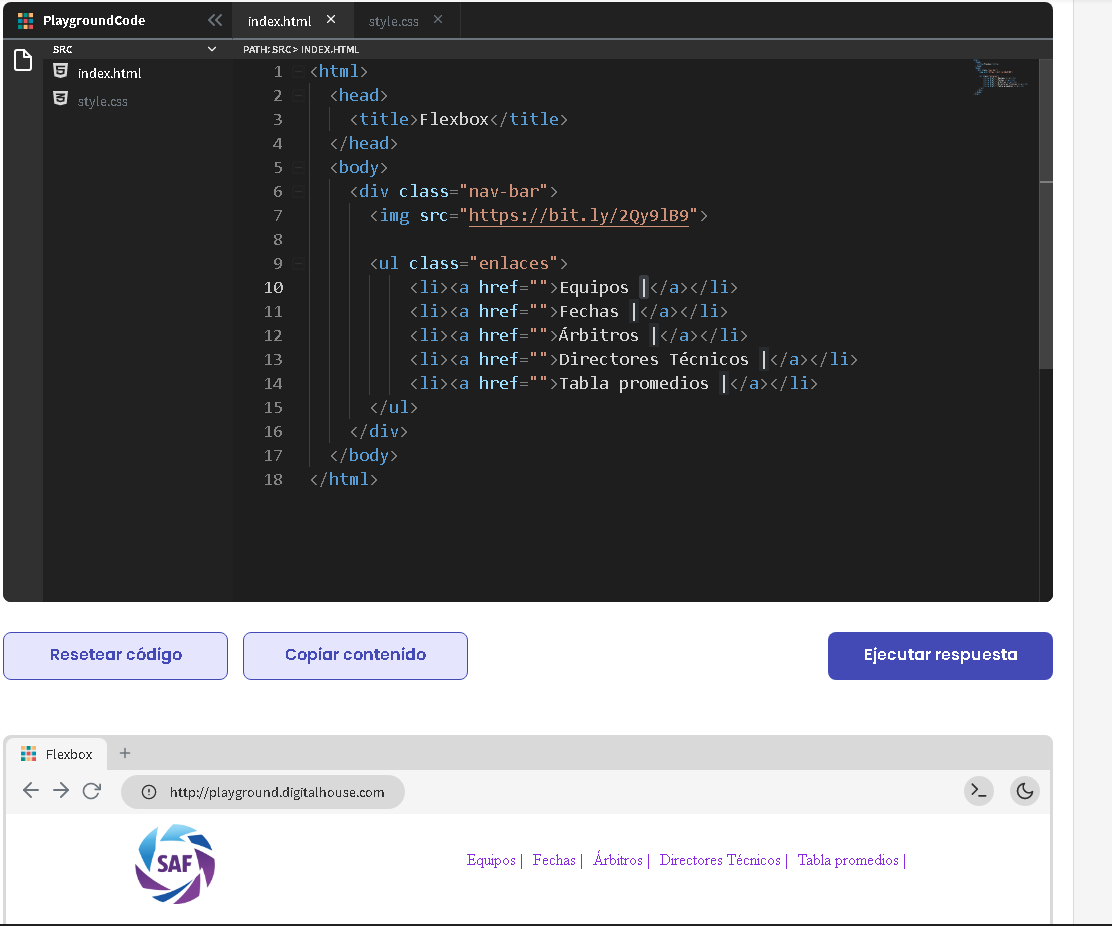 PlaygroundCode
index.html
style.css
SRC
PATH: SRC > INDEX.HTML
index.html
style.css
1 <html>
2 <head>
3 <title>Flexbox</title>
4 </head>
5 <body>
6 <div class="nav-bar">
7 <img src="https://bit.ly/2Qy9lB9">
8
9 <ul class="enlaces">
10 <li><a href="">Equipos |</a></li>
11 <li><a href="">Fechas |</a></li>
12 <li><a href="">Árbitros |</a></li>
13 <li><a href="">Directores Técnicos |</a></li>
14 <li><a href="">Tabla promedios |</a></li>
15 </ul>
16 </div>
17 </body>
18 </html>
Resetear código
Copiar contenido
Ejecutar respuesta
Flexbox
http://playground.digitalhouse.com
SAF
Equipos | Fechas | Árbitros | Directores Técnicos | Tabla promedios |